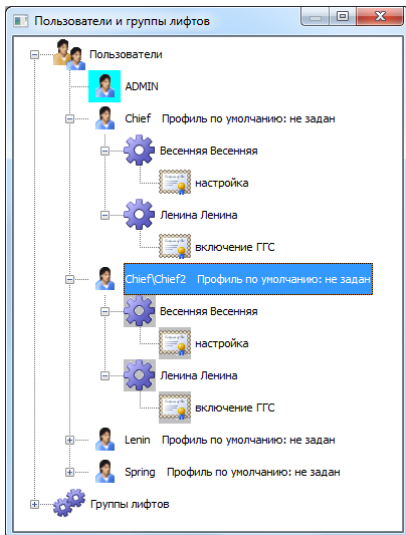 Пользователи и группы лифтов
Пользователи
ADMIN
Chief Профиль по умолчанию: не задан
Весенняя Весенняя
настройка
Ленина Ленина
включение ГГС
Chief\Chief2 Профиль по умолчанию: не задан
Весенняя Весенняя
настройка
Ленина Ленина
включение ГГС
Lenin Профиль по умолчанию: не задан
Spring Профиль по умолчанию: не задан
Группы лифтов